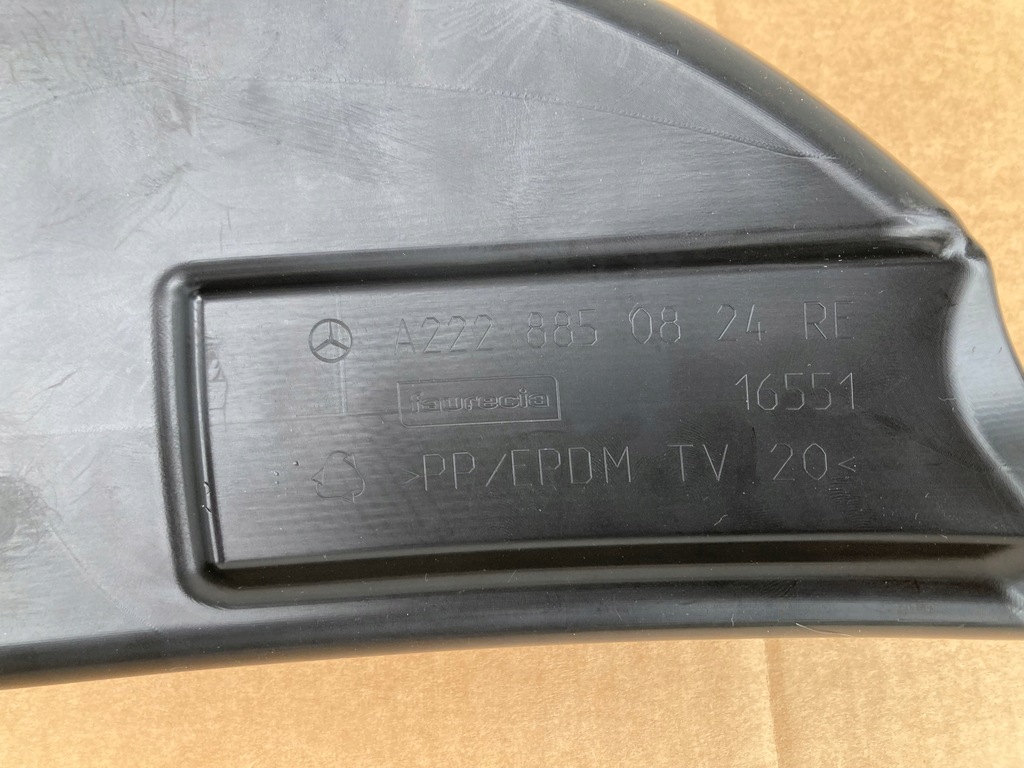 A222 885 08 24 RE
faurecia 16551
>PP/EPDM TV 20<